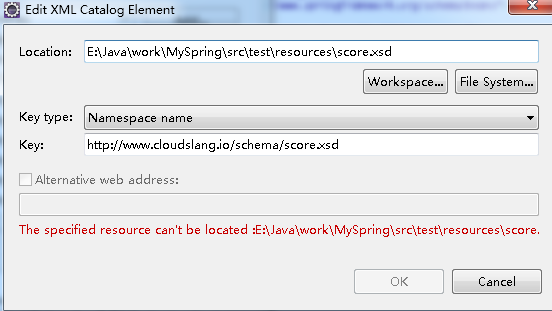 Edit XML Catalog Element
Location: E:\Java\work\MySpring\src\test\resources\score.xsd
Workspace... File System...
Key type: Namespace name
Key: http://www.cloudslang.io/schema/score.xsd
Alternative web address:
The specified resource can't be located :E:\Java\work\MySpring\src\test\resources\score.
OK Cancel